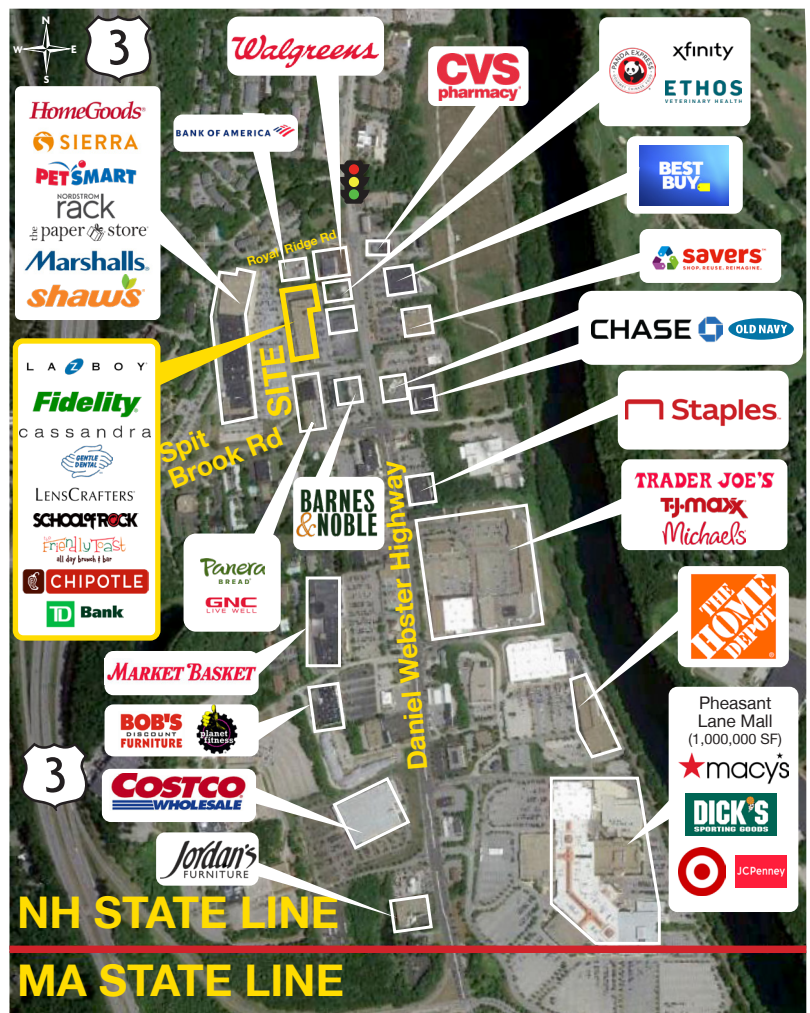 N
W E
S
3
Walgreens
CVS
pharmacy
PANDA EXPRESS
xfinity
ETHOS
VETERINARY HEALTH
HomeGoods
SIERRA
PETSMART
NORDSTROM
rack
the paper store
Marshalls
shaw's
BANK OF AMERICA
BEST
BUY
savers
SHOP. REUSE. REIMAGINE.
Royal Ridge Rd
CHASE
OLD NAVY
SITE
LA Z BOY
Fidelity
cassandra
GENTLE
DENTAL
LENSCRAFTERS
SCHOOL of ROCK
the Friendly Toast
all day brunch & bar
CHIPOTLE
TD Bank
Spit
Brook Rd
Staples
BARNES
&NOBLE
Daniel Webster Highway
TRADER JOE'S
T.J.maxx
Michaels
Panera
BREAD
GNC
LIVE WELL
THE
HOME
DEPOT
MARKET BASKET
BOB'S
DISCOUNT
FURNITURE
planet
fitness
Pheasant
Lane Mall
(1,000,000 SF)
macy's
DICK'S
SPORTING GOODS
JCPenney
3
COSTCO
WHOLESALE
Jordan's
FURNITURE
NH STATE LINE
MA STATE LINE